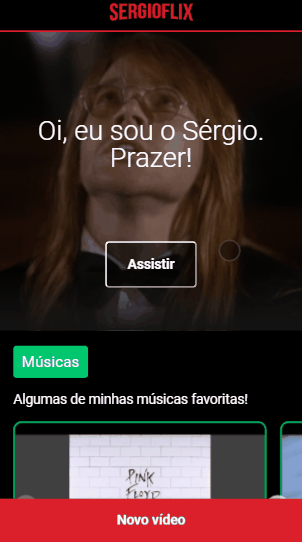 SERGIOFLIX
Oi, eu sou o Sérgio.
Prazer!
Assistir
Músicas
Algumas de minhas músicas favoritas!
PINK
FLOYD
Novo vídeo